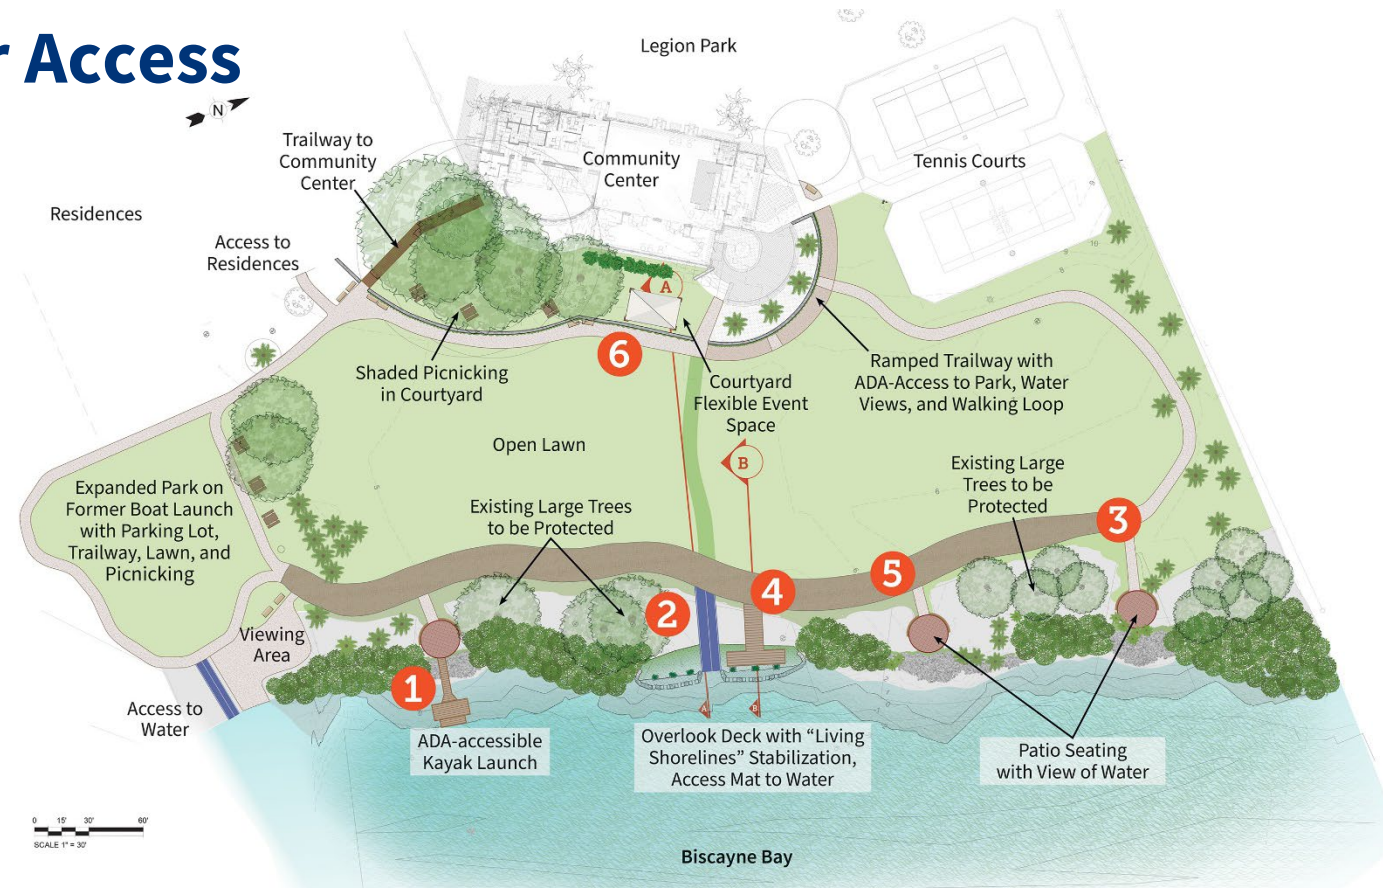 r Access
Legion Park
N
Trailway to
Community
Center
Community
Center
Tennis Courts
Residences
Access to
Residences
A
6
Shaded Picnicking
in Courtyard
Courtyard
Flexible Event
Space
Ramped Trailway with
ADA-Access to Park, Water
Views, and Walking Loop
Open Lawn
B
Existing Large
Trees to be
Protected
Expanded Park on
Former Boat Launch
with Parking Lot,
Trailway, Lawn, and
Picnicking
Existing Large Trees
to be Protected
3
5
4
2
Viewing
Area
1
Access to
Water
A
B
ADA-accessible
Kayak Launch
Overlook Deck with “Living
Shorelines” Stabilization,
Access Mat to Water
Patio Seating
with View of Water
0 15' 30' 60'
SCALE 1" = 30'
Biscayne Bay